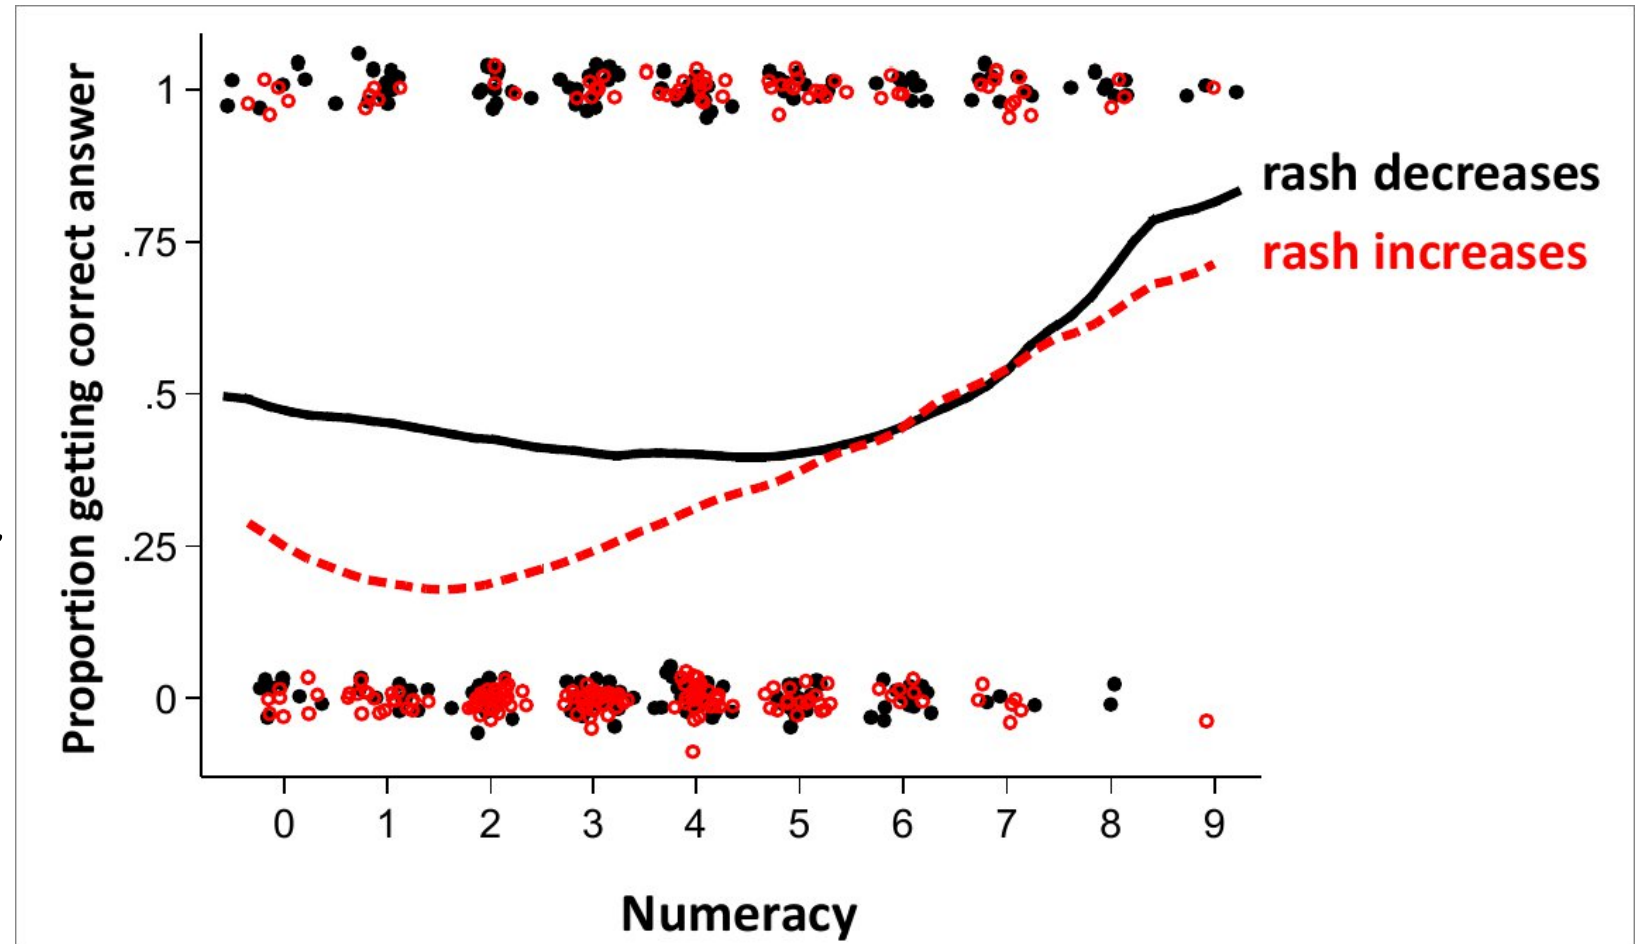 Proportion getting correct answer
1
.75
.5
.25
0
rash decreases
rash increases
0 1 2 3 4 5 6 7 8 9
Numeracy